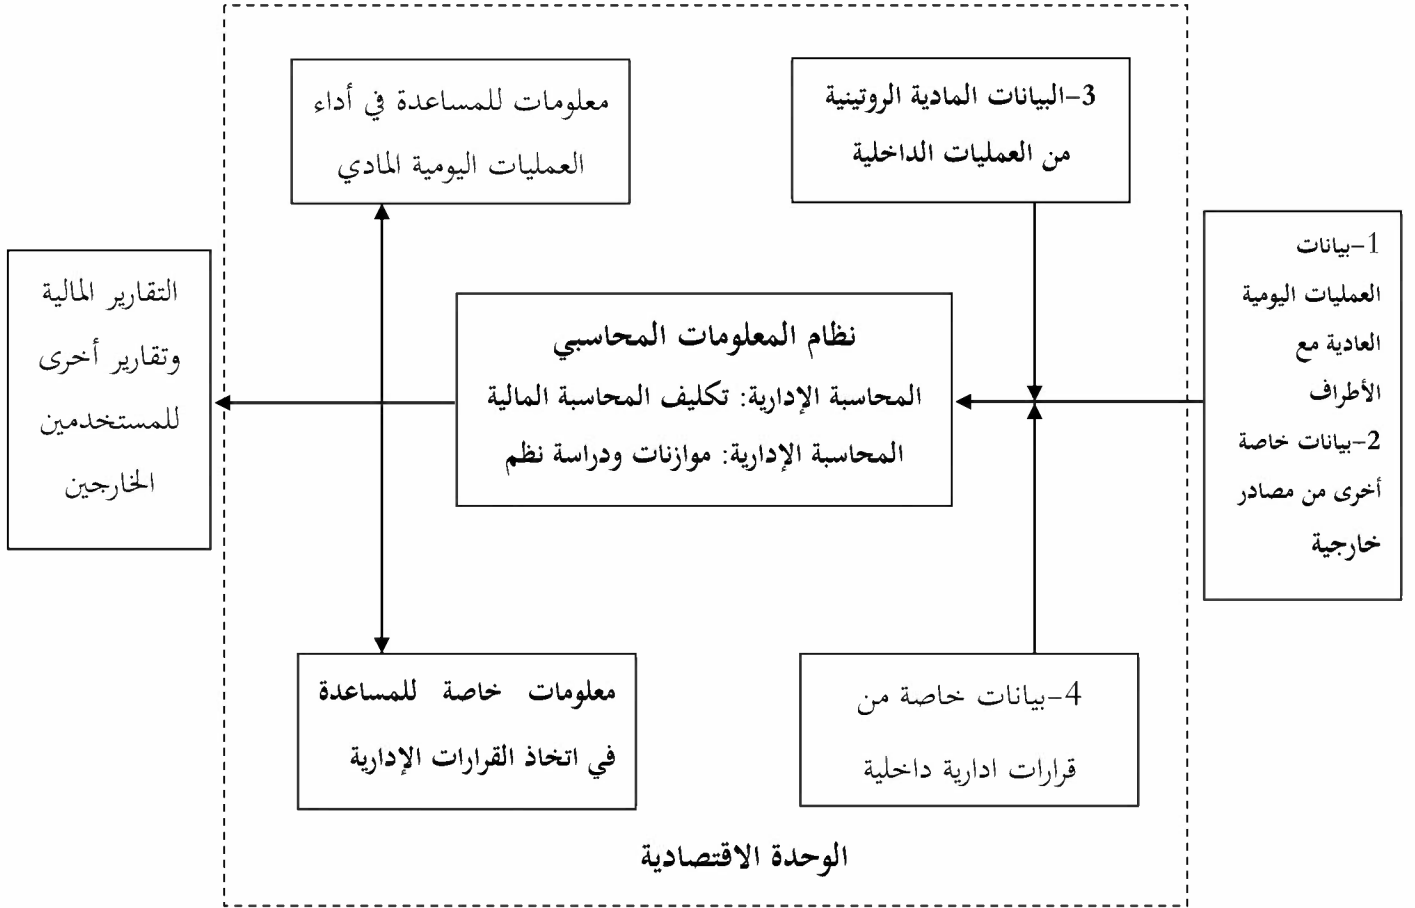 3-البيانات المادية الروتينية
من العمليات الداخلية
معلومات للمساعدة في أداء
العمليات اليومية المادي
1-بيانات
العمليات اليومية
العادية مع
الأطراف
2-بيانات خاصة
أخرى من مصادر
خارجية
نظام المعلومات المحاسبي
المحاسبة الإدارية: تكليف المحاسبة المالية
المحاسبة الإدارية: موازنات ودراسة نظم
التقارير المالية
وتقارير أخرى
للمستخدمين
الخارجين
4-بيانات خاصة من
قرارات ادارية داخلية
معلومات خاصة للمساعدة
في اتخاذ القرارات الإدارية
الوحدة الاقتصادية